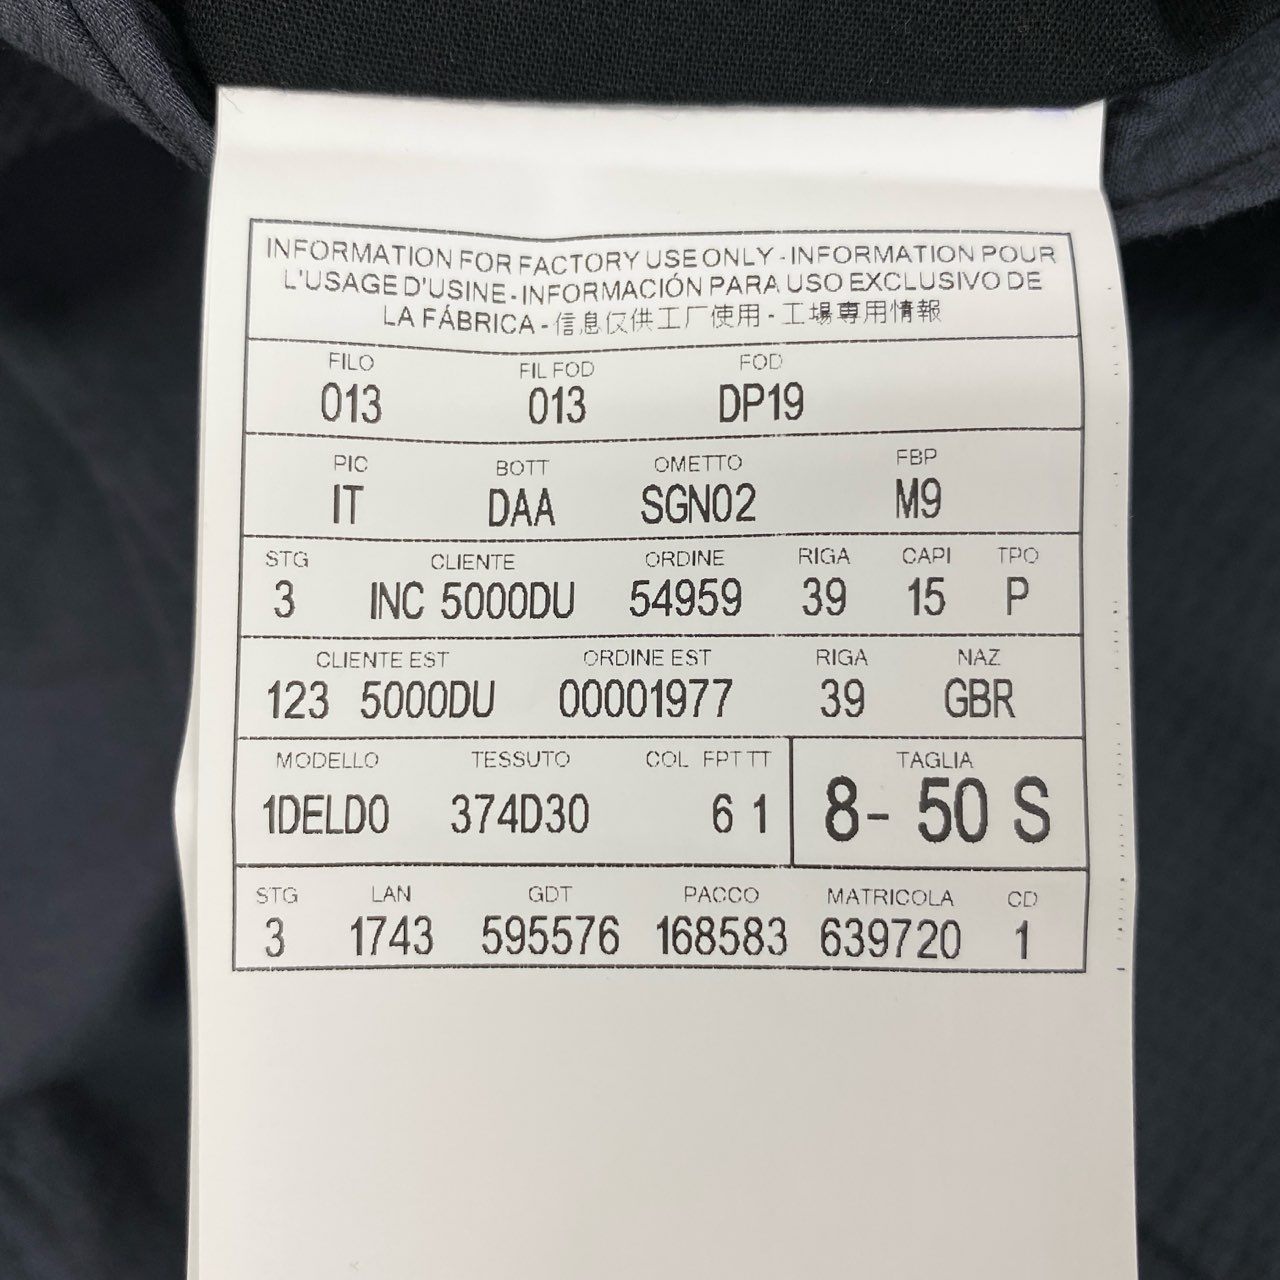 INFORMATION FOR FACTORY USE ONLY - INFORMATION POUR
L'USAGE D'USINE - INFORMACIÓN PARA USO EXCLUSIVO DE
LA FÁBRICA - 信息仅供工厂使用 - 工場専用情報
FILO FIL FOD FOD
013 013 DP19
PIC BOTT OMETTO FBP
IT DAA SGN02 M9
STG CLIENTE ORDINE RIGA CAPI TPO
3 INC 5000DU 54959 39 15 P
CLIENTE EST ORDINE EST RIGA NAZ
123 5000DU 00001977 39 GBR
MODELLO TESSUTO COL FPT TT TAGLIA
1DELD0 374D30 6 1 8- 50 S
STG LAN GDT PACCO MATRICOLA CD
3 1743 595576 168583 639720 1